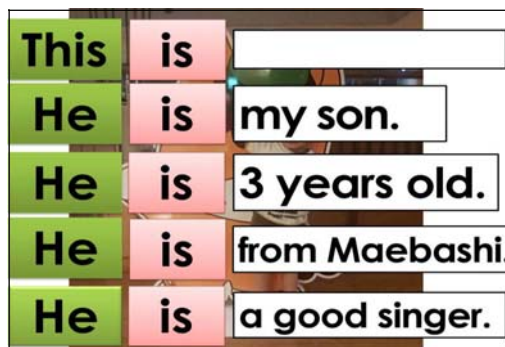 This is
He is my son.
He is 3 years old.
He is from Maebashi.
He is a good singer.